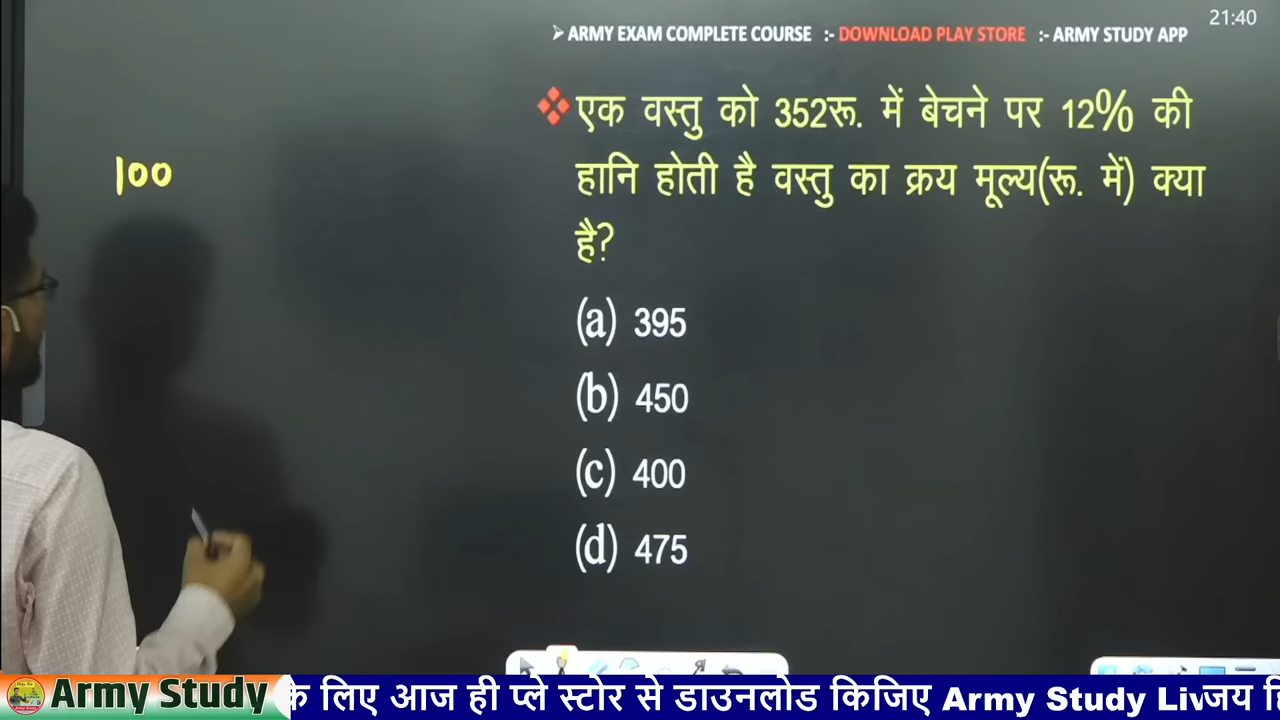 21:40
➢ ARMY EXAM COMPLETE COURSE :- DOWNLOAD PLAY STORE :- ARMY STUDY APP
❖ एक वस्तु को 352रू. में बेचने पर 12% की
हानि होती है वस्तु का क्रय मूल्य(रू. में) क्या
है?
100
(a) 395
(b) 450
(c) 400
(d) 475
Army Study के लिए आज ही प्ले स्टोर से डाउनलोड किजिए Army Study Liv जय